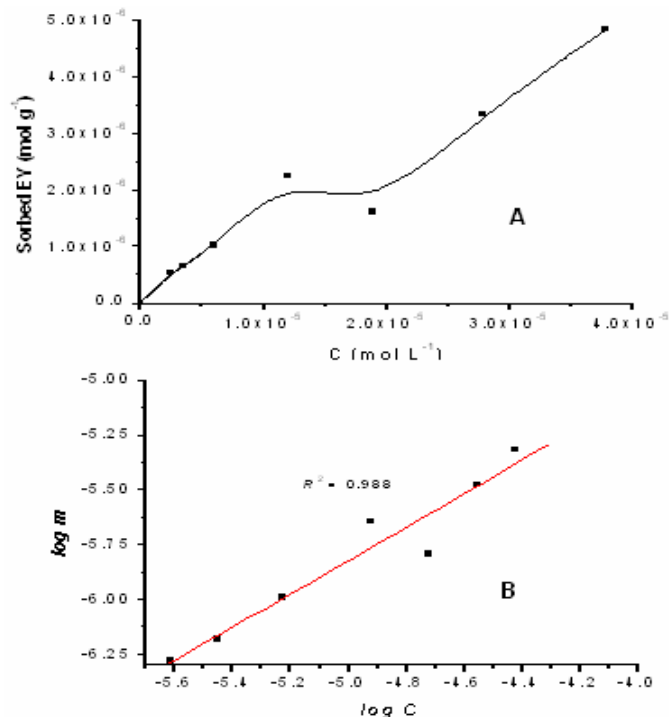 5.0x10⁻⁶
4.0x10⁻⁶
3.0x10⁻⁶
2.0x10⁻⁶
1.0x10⁻⁶
0.0
Sorbed EY (mol g⁻¹)
A
0.0
1.0x10⁻⁵
2.0x10⁻⁵
3.0x10⁻⁵
4.0x10⁻⁵
C (mol L⁻¹)
-5.00
-5.25
-5.50
-5.75
-6.00
-6.25
log m
R² = 0.988
B
-5.6
-5.4
-5.2
-5.0
-4.8
-4.6
-4.4
-4.2
-4.0
log C